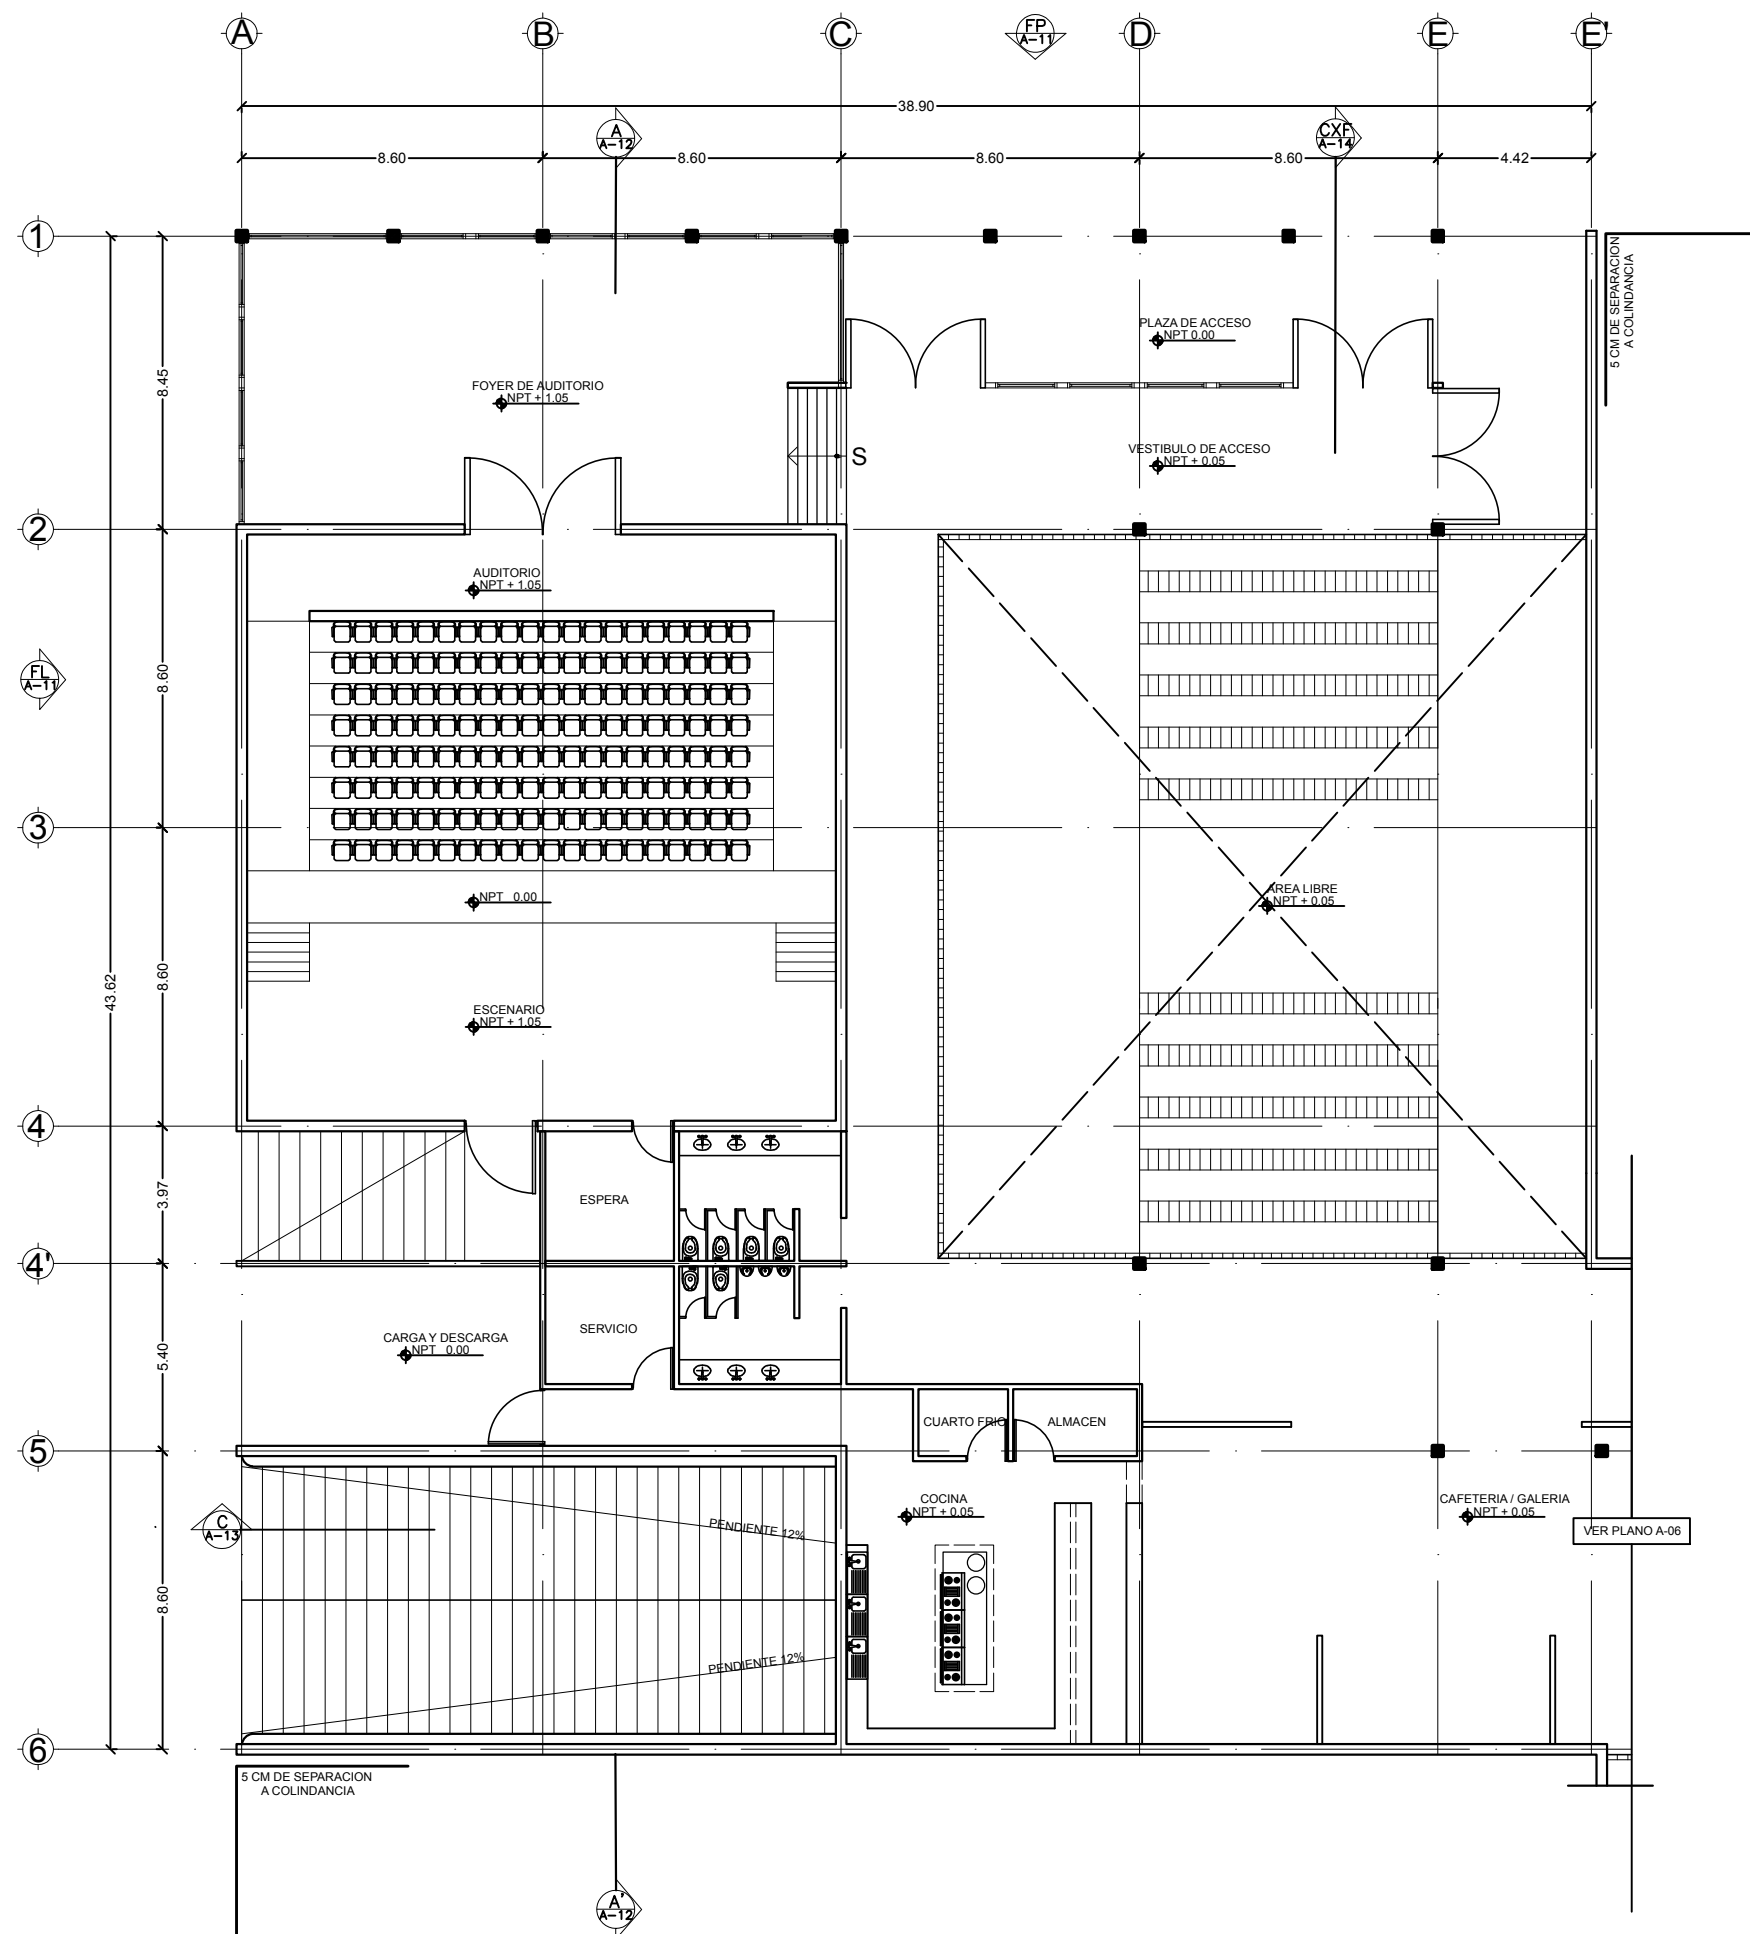 A
B
C
FP
A-11
D
E
E'
38.90
A
A-12
CXF
A-14
8.60
8.60
8.60
8.60
4.42
1
5 CM DE SEPARACION
A COLINDANCIA
PLAZA DE ACCESO
NPT 0.00
8.45
FOYER DE AUDITORIO
NPT + 1.05
VESTIBULO DE ACCESO
NPT + 0.05
S
2
AUDITORIO
NPT + 1.05
FL
A-11
8.60
3
NPT 0.00
AREA LIBRE
NPT + 0.05
43.62
8.60
ESCENARIO
NPT + 1.05
4
3.97
ESPERA
4'
SERVICIO
CARGA Y DESCARGA
NPT 0.00
5.40
CUARTO FRIO
ALMACEN
5
COCINA
NPT + 0.05
CAFETERIA / GALERIA
NPT + 0.05
C
A-13
PENDIENTE 12%
VER PLANO A-06
8.60
PENDIENTE 12%
6
5 CM DE SEPARACION
A COLINDANCIA
A'
A-12